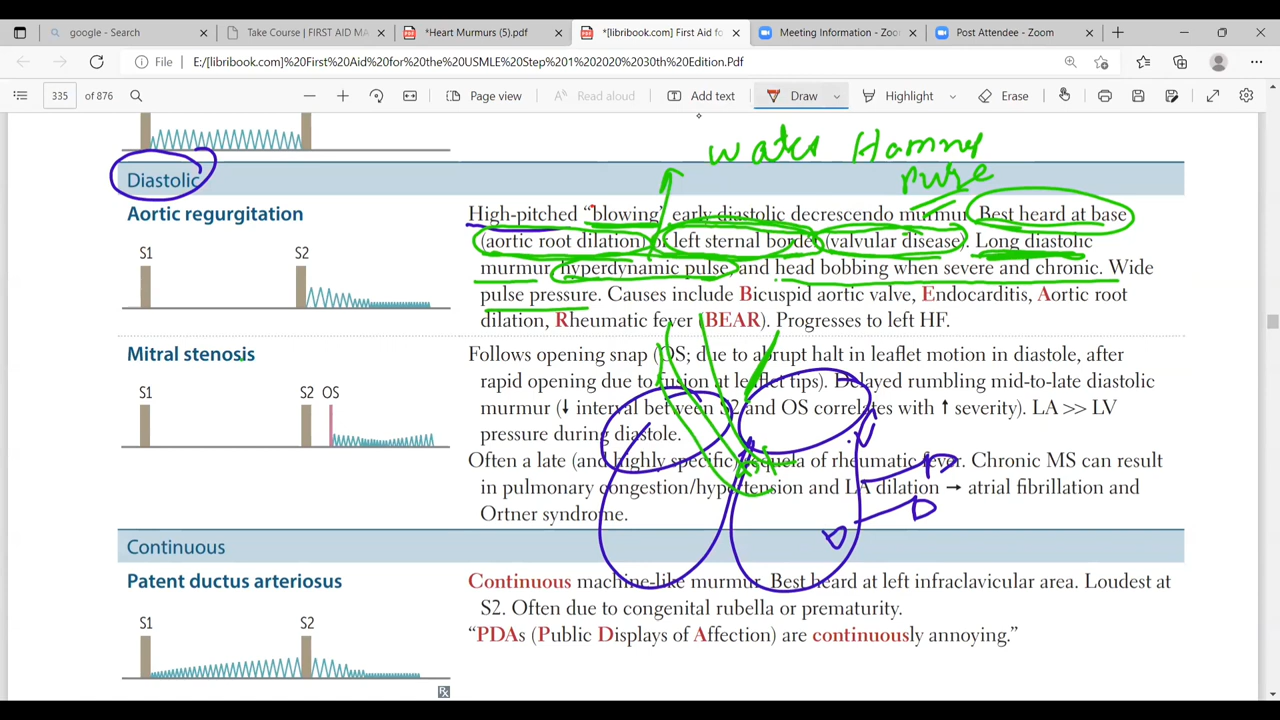 google - Search
Take Course | FIRST AID MA
*Heart Murmurs (5).pdf
*[libribook.com] First Aid fo
Meeting Information - Zoo
Post Attendee - Zoom
File
E:/[libribook.com]%20First%20Aid%20for%20the%20USMLE%20Step%201%202020%2030th%20Edition.Pdf
335 of 876
Page view
Read aloud
Add text
Draw
Highlight
Erase
water Hammer
pulse
Diastolic
Aortic regurgitation
S1 S2
High-pitched “blowing” early diastolic decrescendo murmur. Best heard at base
(aortic root dilation) or left sternal border (valvular disease). Long diastolic
murmur, hyperdynamic pulse, and head bobbing when severe and chronic. Wide
pulse pressure. Causes include Bicuspid aortic valve, Endocarditis, Aortic root
dilation, Rheumatic fever (BEAR). Progresses to left HF.
Mitral stenosis
S1 S2 OS
Follows opening snap (OS; due to abrupt halt in leaflet motion in diastole, after
rapid opening due to fusion at leaflet tips). Delayed rumbling mid-to-late diastolic
murmur (↓ interval between S2 and OS correlates with ↑ severity). LA >> LV
pressure during diastole.
Often a late (and highly specific) sequela of rheumatic fever. Chronic MS can result
in pulmonary congestion/hypertension and LA dilation → atrial fibrillation and
Ortner syndrome.
Continuous
Patent ductus arteriosus
S1 S2
Continuous machine-like murmur. Best heard at left infraclavicular area. Loudest at
S2. Often due to congenital rubella or prematurity.
“PDAs (Public Displays of Affection) are continuously annoying.”